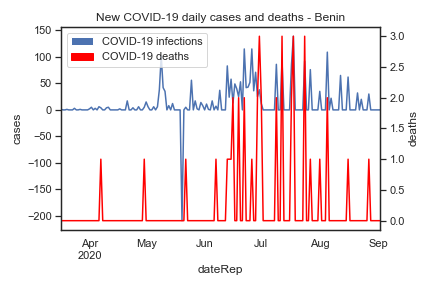 New COVID-19 daily cases and deaths - Benin
COVID-19 infections
COVID-19 deaths
150
100
50
0
−50
−100
−150
−200
cases
3.0
2.5
2.0
1.5
1.0
0.5
0.0
deaths
Apr
2020
May
Jun
Jul
Aug
Sep
dateRep